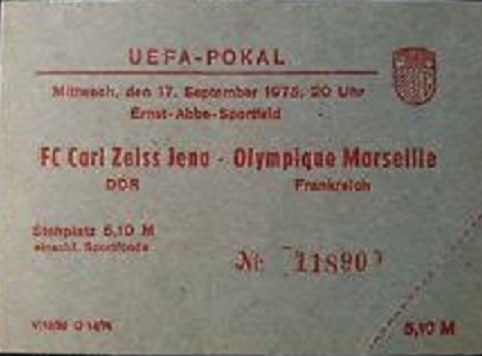 UEFA-POKAL
Mittwoch, den 17. September 1975, 20 Uhr
Ernst-Abbe-Sportfeld
FC Carl Zeiss Jena - Olympique Marseille
DDR Frankreich
Stehplatz 5,10 M
einschl. Sportfonds
Nr. 11890
5,10 M